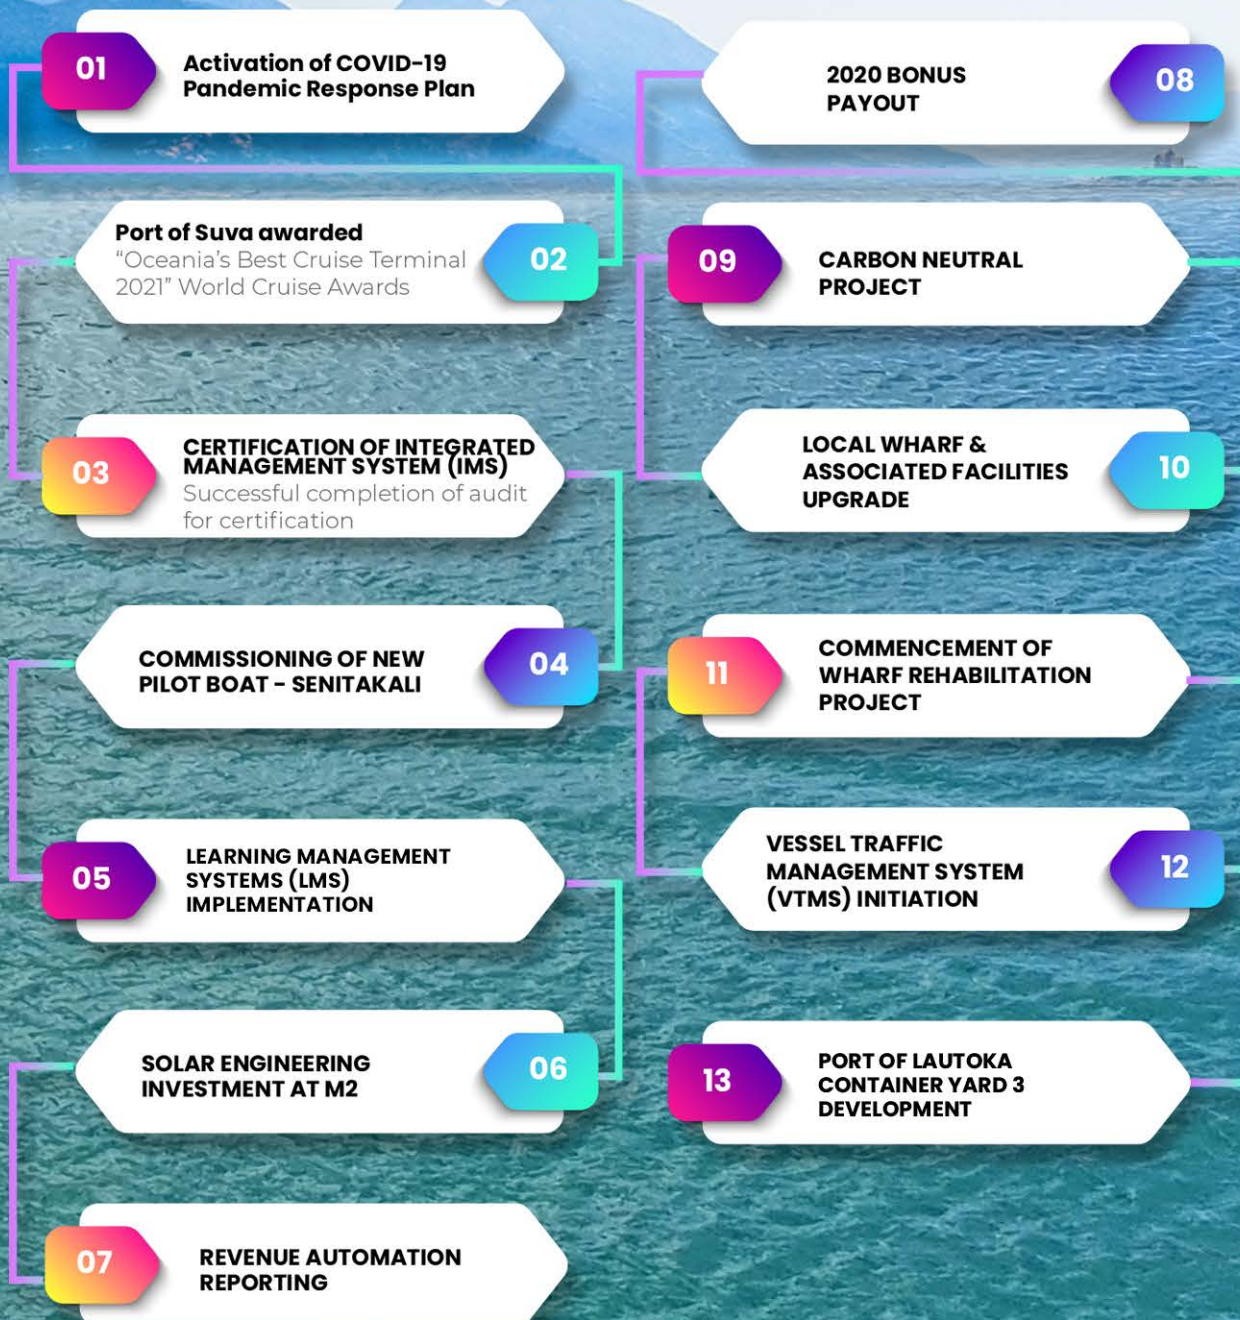 01
Activation of COVID-19
Pandemic Response Plan
Port of Suva awarded
“Oceania’s Best Cruise Terminal
2021” World Cruise Awards
02
03
CERTIFICATION OF INTEGRATED
MANAGEMENT SYSTEM (IMS)
Successful completion of audit
for certification
COMMISSIONING OF NEW
PILOT BOAT - SENITAKALI
04
05
LEARNING MANAGEMENT
SYSTEMS (LMS)
IMPLEMENTATION
SOLAR ENGINEERING
INVESTMENT AT M2
06
07
REVENUE AUTOMATION
REPORTING
2020 BONUS
PAYOUT
08
09
CARBON NEUTRAL
PROJECT
LOCAL WHARF &
ASSOCIATED FACILITIES
UPGRADE
10
11
COMMENCEMENT OF
WHARF REHABILITATION
PROJECT
VESSEL TRAFFIC
MANAGEMENT SYSTEM
(VTMS) INITIATION
12
13
PORT OF LAUTOKA
CONTAINER YARD 3
DEVELOPMENT